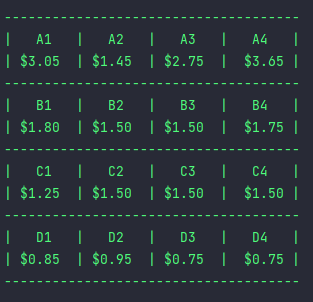 ---------------------------------
|   A1   |   A2   |   A3   |   A4   |
| $3.05  | $1.45  | $2.75  |  $3.65 |
---------------------------------
|   B1   |   B2   |   B3   |   B4   |
| $1.80  | $1.50  | $1.50  |  $1.75 |
---------------------------------
|   C1   |   C2   |   C3   |   C4   |
| $1.25  | $1.50  | $1.50  |  $1.50 |
---------------------------------
|   D1   |   D2   |   D3   |   D4   |
| $0.85  | $0.95  | $0.75  |  $0.75 |
---------------------------------